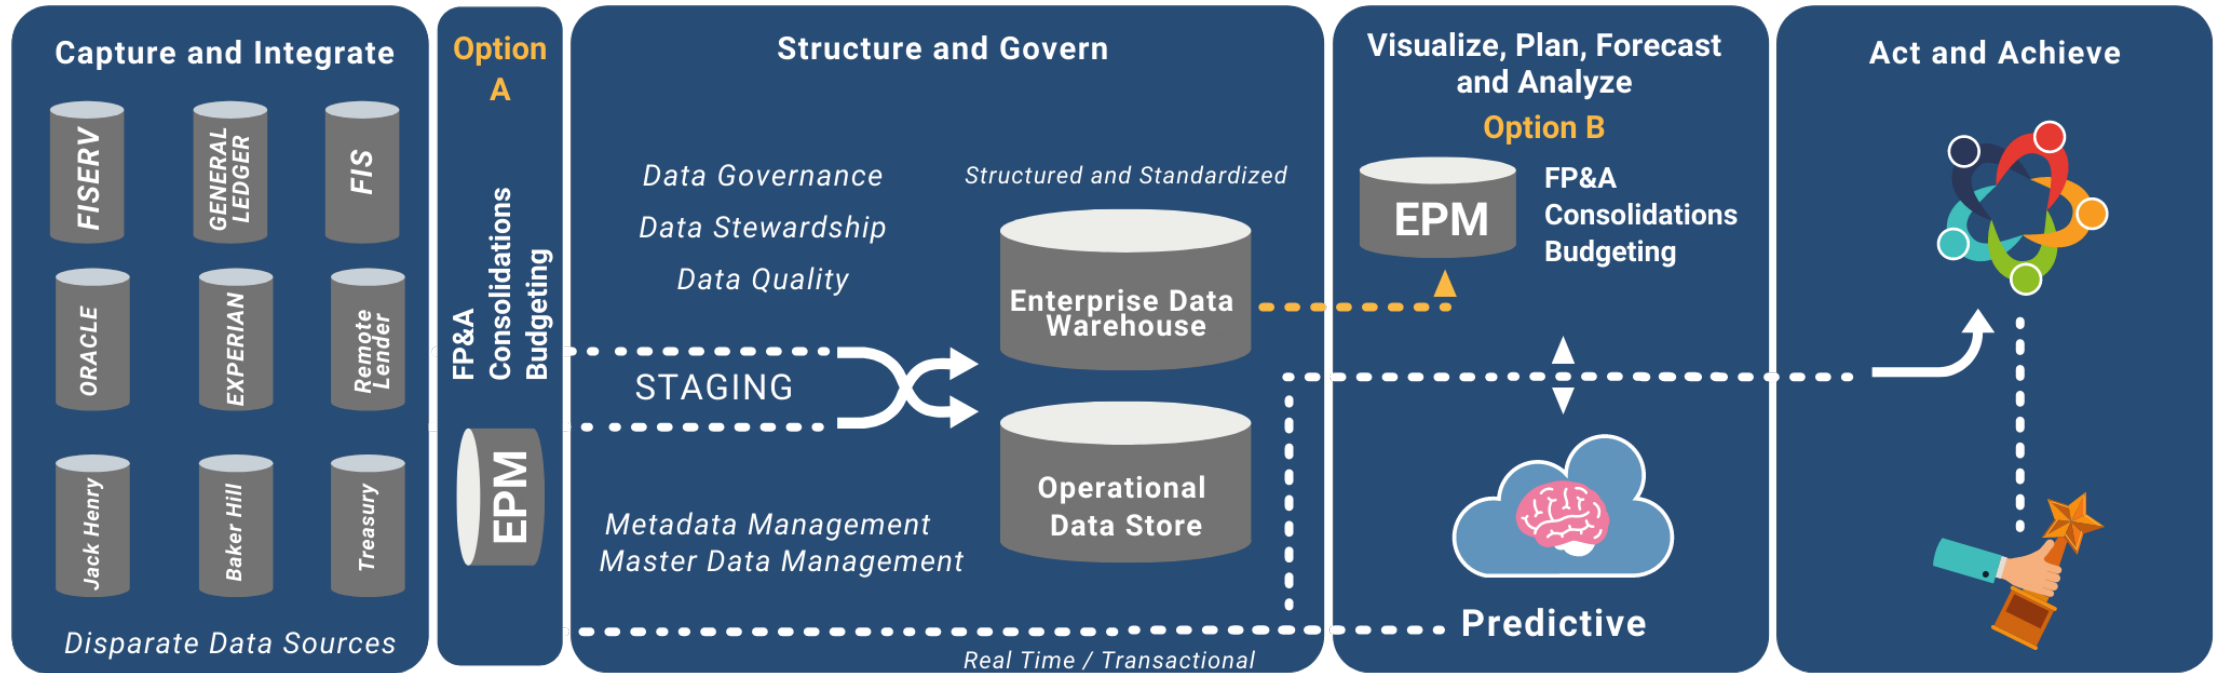 Capture and Integrate
FISERV
GENERAL
LEDGER
FIS
ORACLE
EXPERIAN
Remote
Lender
Jack Henry
Baker Hill
Treasury
Disparate Data Sources
Option
A
FP&A
Consolidations
Budgeting
EPM
Structure and Govern
Data Governance
Data Stewardship
Data Quality
STAGING
Metadata Management
Master Data Management
Structured and Standardized
Enterprise Data
Warehouse
Operational
Data Store
Real Time / Transactional
Visualize, Plan, Forecast
and Analyze
Option B
EPM
FP&A
Consolidations
Budgeting
Predictive
Act and Achieve